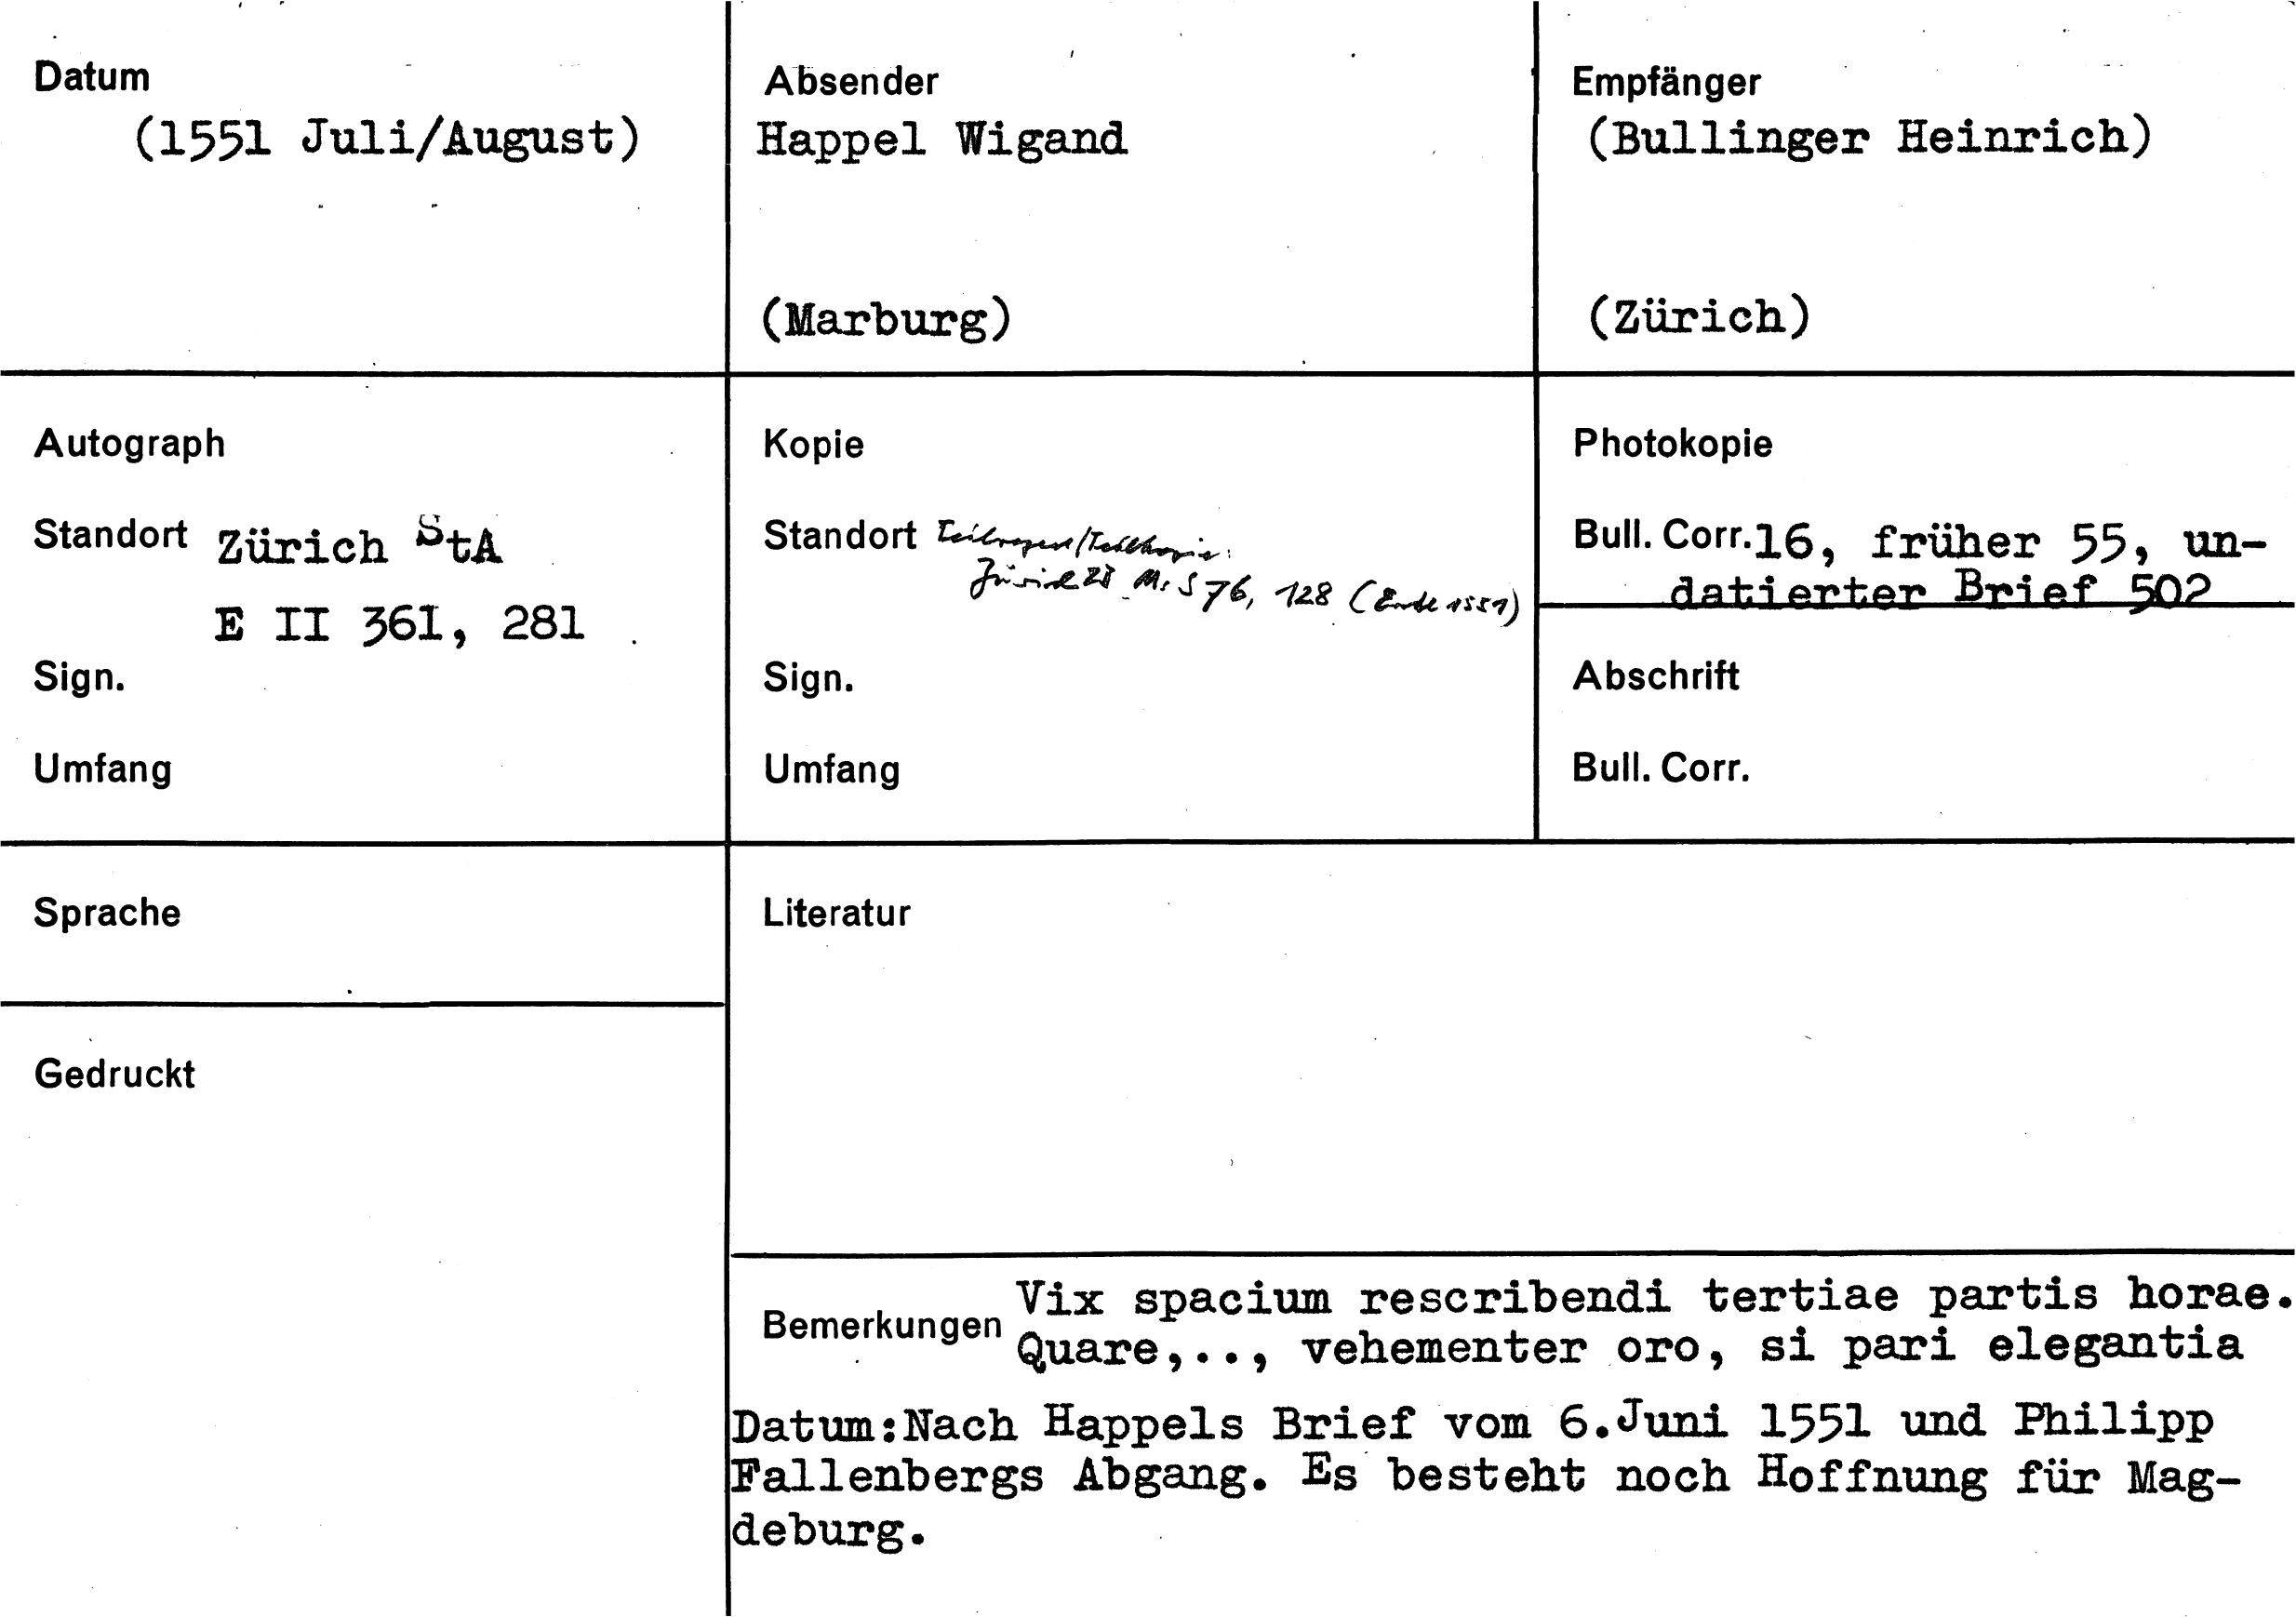 Datum
(1551 Juli/August)
Absender
Happel Wigand
(Marburg)
Empfänger
(Bullinger Heinrich)
(Zürich)
Autograph
Standort Zürich StA
E II 361, 281
Sign.
Umfang
Kopie
Standort
Zürich ZB Ms S 76, 128 (Ende 1551)
Sign.
Umfang
Photokopie
Bull. Corr.16, früher 55, un-
datierter Brief 502
Abschrift
Bull. Corr.
Sprache
Gedruckt
Literatur
Bemerkungen Vix spacium rescribendi tertiae partis horae.
Quare,.., vehementer oro, si pari elegantia
Datum:Nach Happels Brief vom 6.Juni 1551 und Philipp
Fallenbergs Abgang. Es besteht noch Hoffnung für Mag-
deburg.